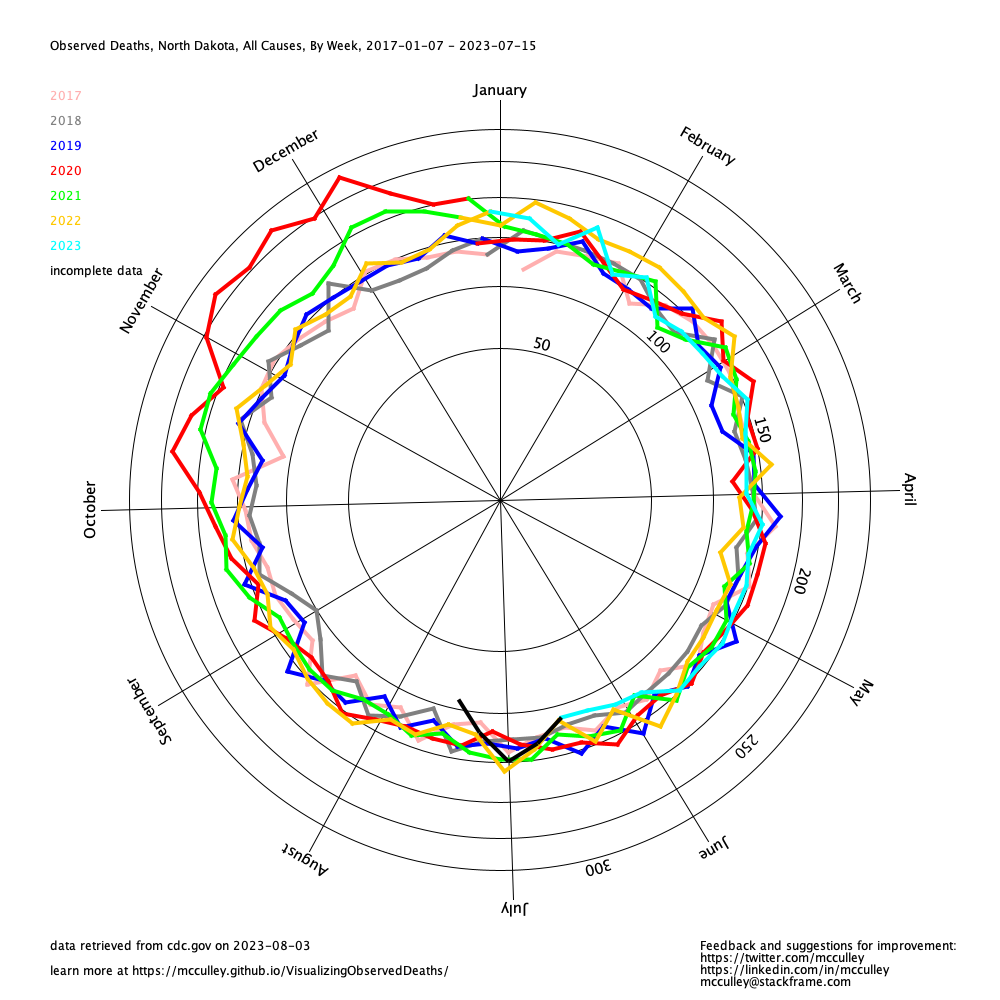 Observed Deaths, North Dakota, All Causes, By Week, 2017-01-07 - 2023-07-15
January
2017
2018
2019
2020
2021
2022
2023
incomplete data
December
February
November
March
50
100
150
October
April
200
September
May
250
August
June
300
July
data retrieved from cdc.gov on 2023-08-03
learn more at https://mcculley.github.io/VisualizingObservedDeaths/
Feedback and suggestions for improvement:
https://twitter.com/mcculley
https://linkedin.com/in/mcculley
mcculley@stackframe.com